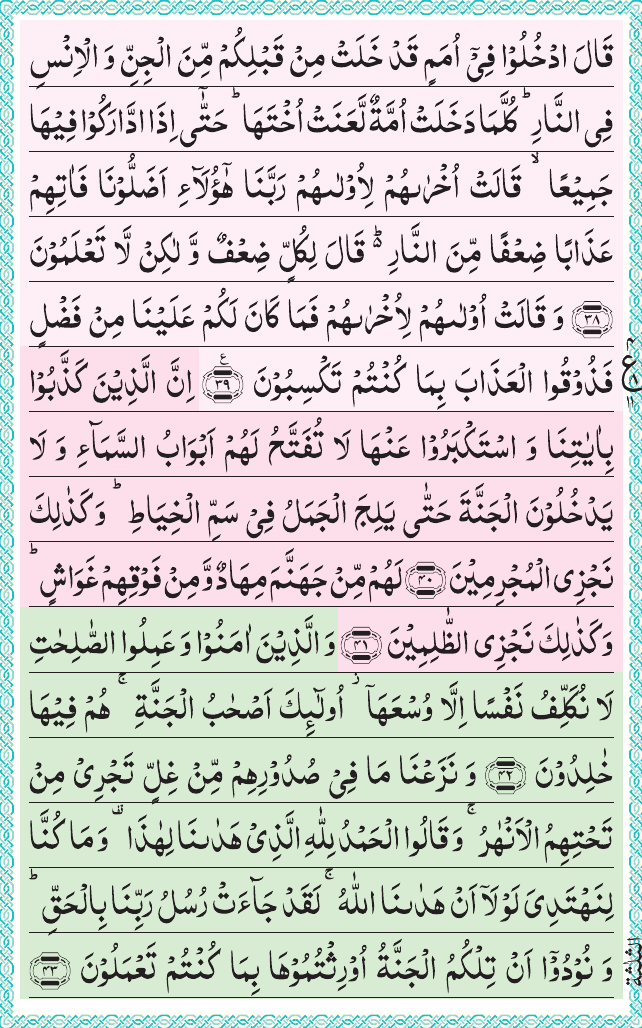 قَالَ ادْخُلُوْا فِیْۤ اُمَمٍ قَدْ خَلَتْ مِنْ قَبْلِكُمْ مِّنَ الْجِنِّ وَ الْاِنْسِ
فِی النَّارِؕ كُلَّمَا دَخَلَتْ اُمَّةٌ لَّعَنَتْ اُخْتَهَاؕ حَتّٰۤی اِذَا ادَّارَكُوْا فِیْهَا
جَمِیْعًاۙ قَالَتْ اُخْرٰىهُمْ لِاُوْلٰىهُمْ رَبَّنَا هٰۤؤُلَآءِ اَضَلُّوْنَا فَاٰتِهِمْ
عَذَابًا ضِعْفًا مِّنَ النَّارِ۬ؕ قَالَ لِكُلٍّ ضِعْفٌ وَّ لٰكِنْ لَّا تَعْلَمُوْنَ
﴿۳۸﴾ وَ قَالَتْ اُوْلٰىهُمْ لِاُخْرٰىهُمْ فَمَا كَانَ لَكُمْ عَلَیْنَا مِنْ فَضْلٍ
فَذُوْقُوا الْعَذَابَ بِمَا كُنْتُمْ تَكْسِبُوْنَ ﴿۳۹﴾ع اِنَّ الَّذِیْنَ كَذَّبُوْا
بِاٰیٰتِنَا وَ اسْتَكْبَرُوْا عَنْهَا لَا تُفَتَّحُ لَهُمْ اَبْوَابُ السَّمَآءِ وَ لَا
یَدْخُلُوْنَ الْجَنَّةَ حَتّٰی یَلِجَ الْجَمَلُ فِیْ سَمِّ الْخِیَاطِؕ وَ كَذٰلِكَ
نَجْزِی الْمُجْرِمِیْنَ ﴿۴۰﴾ لَهُمْ مِّنْ جَهَنَّمَ مِهَادٌ وَّ مِنْ فَوْقِهِمْ غَوَاشٍؕ
وَ كَذٰلِكَ نَجْزِی الظّٰلِمِیْنَ ﴿۴۱﴾ وَ الَّذِیْنَ اٰمَنُوْا وَ عَمِلُوا الصّٰلِحٰتِ
لَا نُكَلِّفُ نَفْسًا اِلَّا وُسْعَهَاۤ٘ اُولٰٓىِٕكَ اَصْحٰبُ الْجَنَّةِۚ هُمْ فِیْهَا
خٰلِدُوْنَ ﴿۴۲﴾ وَ نَزَعْنَا مَا فِیْ صُدُوْرِهِمْ مِّنْ غِلٍّ تَجْرِیْ مِنْ
تَحْتِهِمُ الْاَنْهٰرُۚ وَ قَالُوا الْحَمْدُ لِلّٰهِ الَّذِیْ هَدٰىنَا لِهٰذَا۫ وَ مَا كُنَّا
لِنَهْتَدِیَ لَوْ لَاۤ اَنْ هَدٰىنَا اللّٰهُۚ لَقَدْ جَآءَتْ رُسُلُ رَبِّنَا بِالْحَقِّؕ
وَ نُوْدُوْۤا اَنْ تِلْكُمُ الْجَنَّةُ اُوْرِثْتُمُوْهَا بِمَا كُنْتُمْ تَعْمَلُوْنَ ﴿۴۳﴾